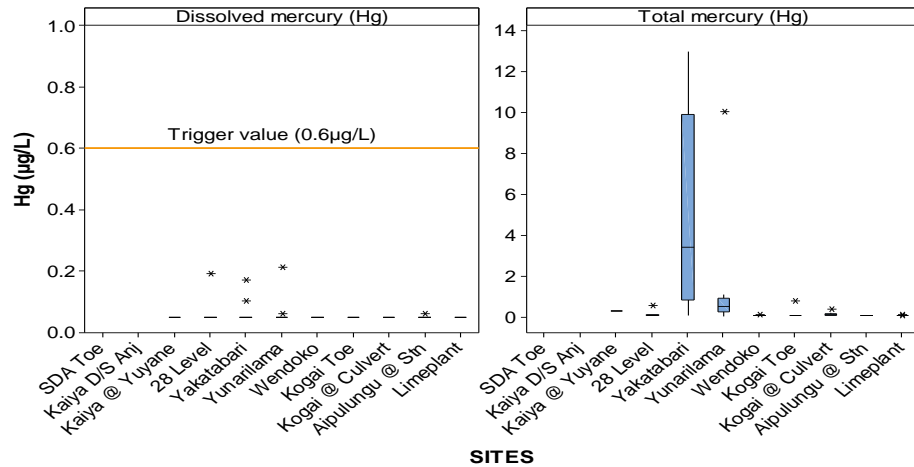 Dissolved mercury (Hg)
Total mercury (Hg)
Hg (µg/L)
1.0
0.8
0.6
0.4
0.2
0.0
Trigger value (0.6µg/L)
14
12
10
8
6
4
2
0
SDA Toe
Kaiya D/S Anj
Kaiya @ Yuyane
28 Level
Yakatabari
Yunarilama
Wendoko
Kogai Toe
Kogai @ Culvert
Aipulungu @ Stn
Limeplant
SDA Toe
Kaiya D/S Anj
Kaiya @ Yuyane
28 Level
Yakatabari
Yunarilama
Wendoko
Kogai Toe
Kogai @ Culvert
Aipulungu @ Stn
Limeplant
SITES